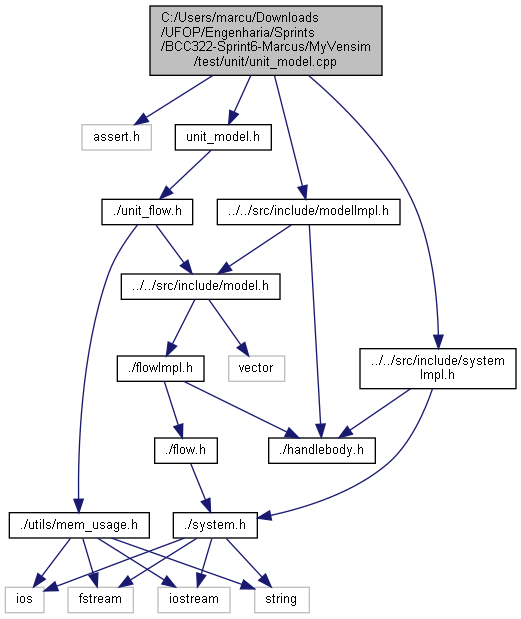 C:/Users/marcu/Downloads
/UFOP/Engenharia/Sprints
/BCC322-Sprint6-Marcus/MyVensim
/test/unit/unit_model.cpp
assert.h
unit_model.h
./unit_flow.h
../../src/include/modelImpl.h
../../src/include/model.h
./flowImpl.h
vector
../../src/include/system
Impl.h
./flow.h
./handlebody.h
./utils/mem_usage.h
./system.h
ios
fstream
iostream
string